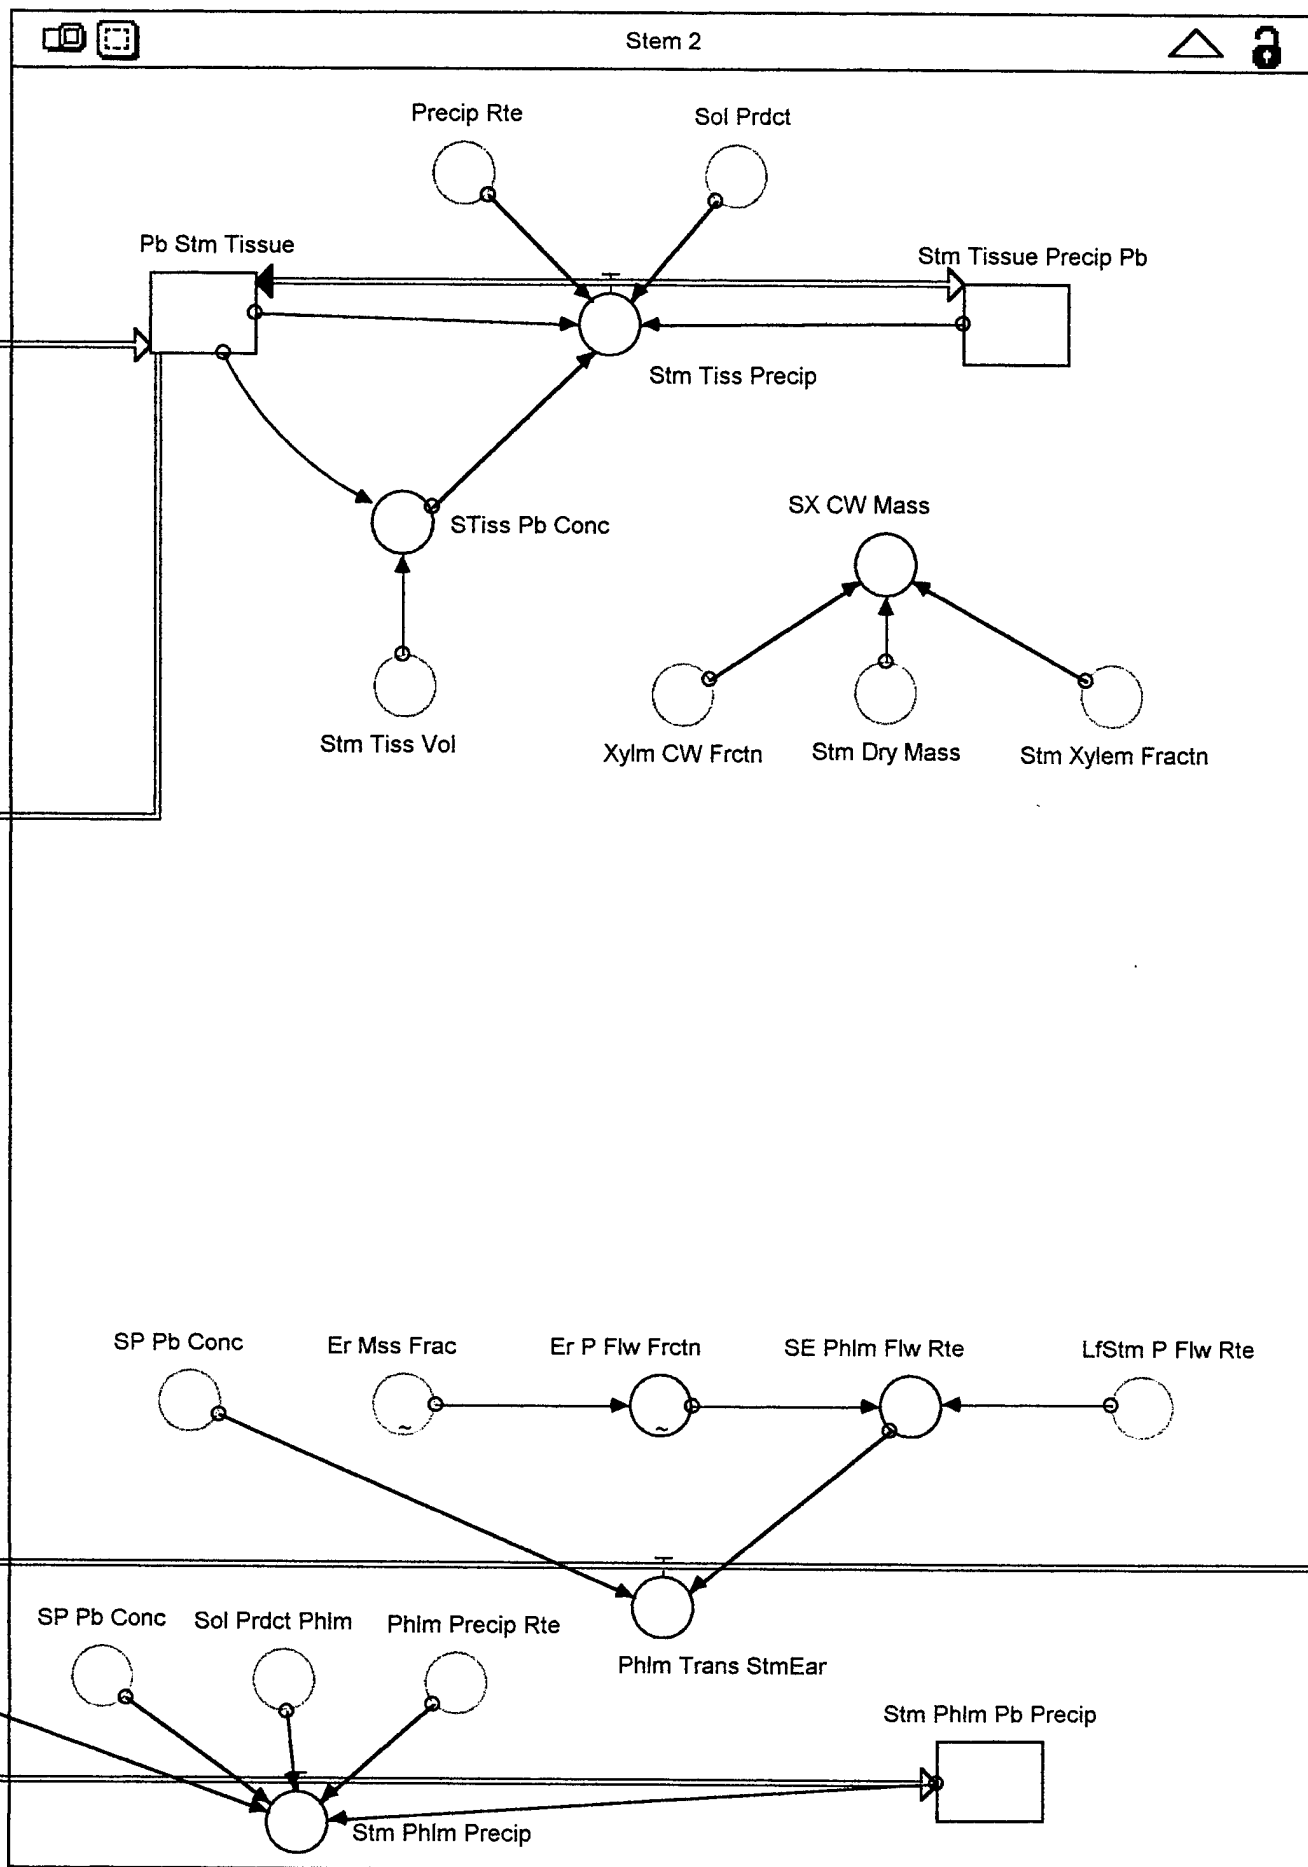 Stem 2
Precip Rte
Sol Prdct
Pb Stm Tissue
Stm Tissue Precip Pb
Stm Tiss Precip
SX CW Mass
STiss Pb Conc
Stm Tiss Vol
Xylm CW Frctn
Stm Dry Mass
Stm Xylem Fractn
SP Pb Conc
Er Mss Frac
Er P Flw Frctn
SE Phlm Flw Rte
LfStm P Flw Rte
~
~
SP Pb Conc
Sol Prdct Phlm
Phlm Precip Rte
Phlm Trans StmEar
Stm Phlm Pb Precip
Stm Phlm Precip